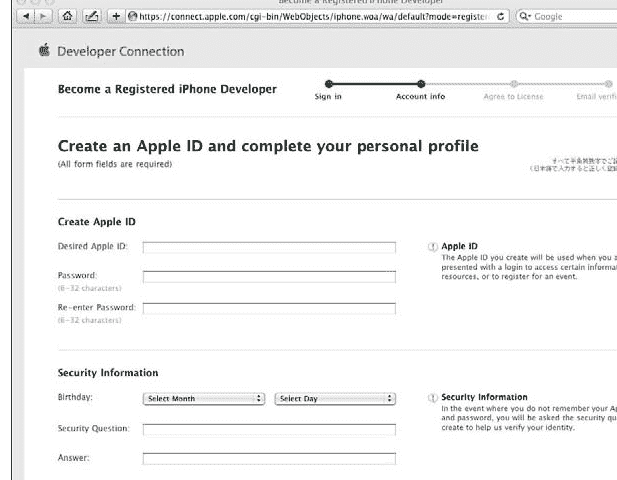 Become a Registered iPhone Developer
https://connect.apple.com/cgi-bin/WebObjects/iphone.woa/wa/default?mode=register
Google
Developer Connection
Become a Registered iPhone Developer
Sign in
Account info
Agree to License
Email verifi
Create an Apple ID and complete your personal profile
(All form fields are required)
Create Apple ID
Desired Apple ID:
Password:
(6-32 characters)
Re-enter Password:
(6-32 characters)
Apple ID
The Apple ID you create will be used when you a
presented with a login to access certain informat
resources, or to register for an event.
Security Information
Birthday:
Select Month
Select Day
Security Question:
Answer:
Security Information
In the event where you do not remember your Ap
and password, you will be asked the security qu
create to help us verify your identity.